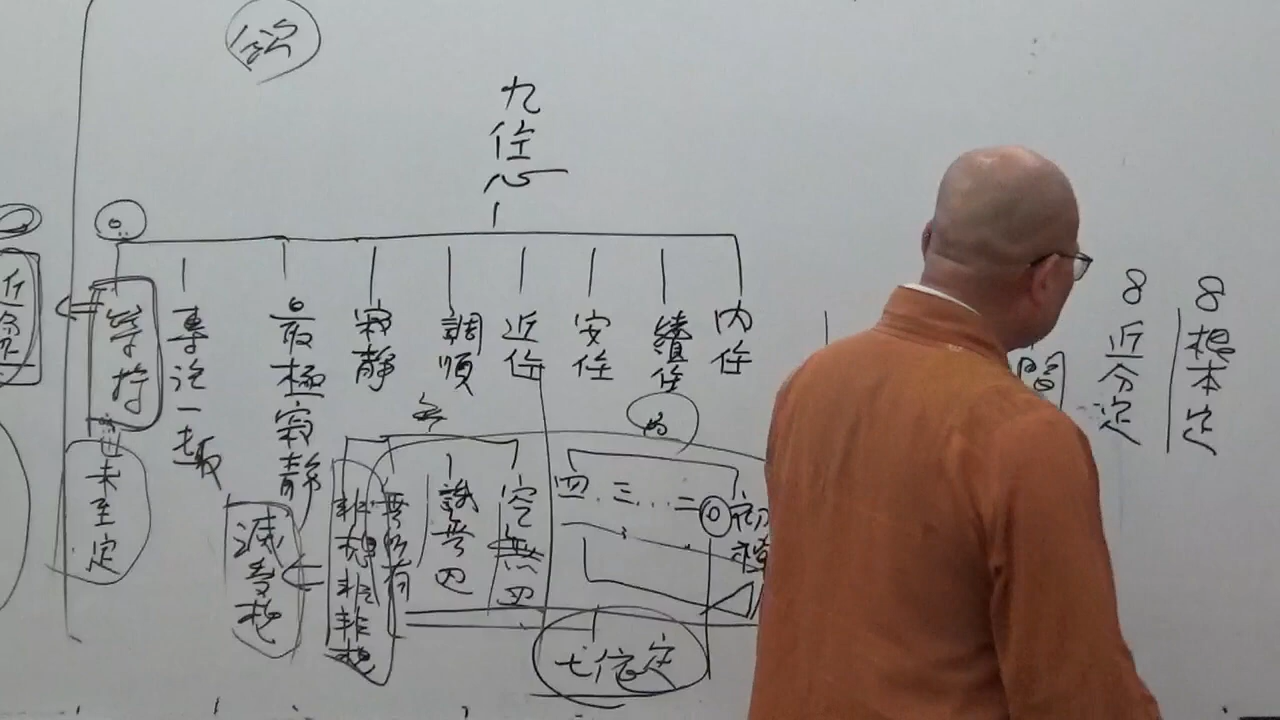 九住心
8根本定
8近分定
內住
續住
安住
近住
調順
寂靜
最極寂靜
專注一趣
等持
未至定
色
初禪
二
三
四
空無邊
識無邊
無所有
非想非非想
滅受想
七依定